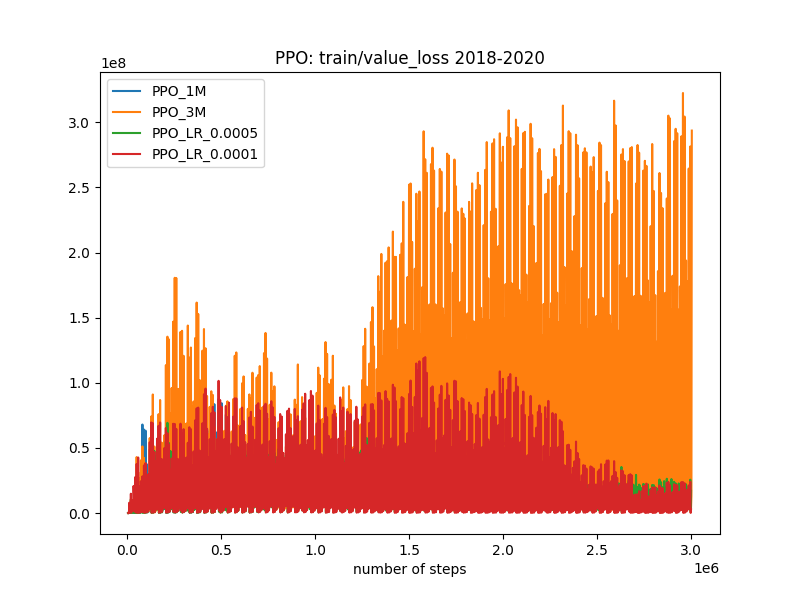 PPO: train/value_loss 2018-2020
1e8
PPO_1M
PPO_3M
PPO_LR_0.0005
PPO_LR_0.0001
3.0
2.5
2.0
1.5
1.0
0.5
0.0
0.0 0.5 1.0 1.5 2.0 2.5 3.0
number of steps
1e6